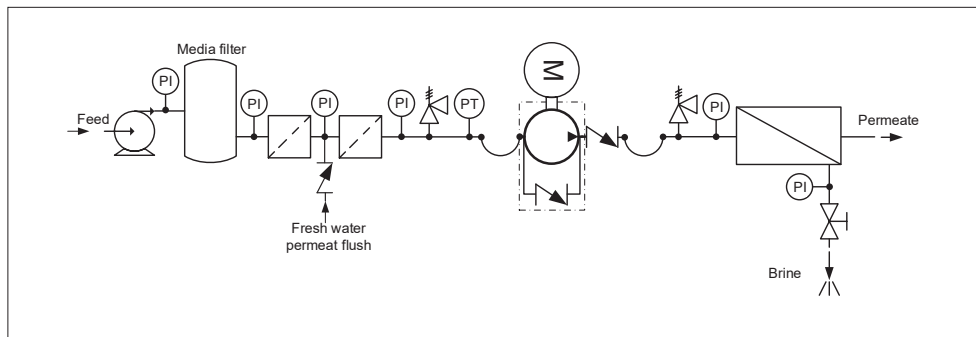 Media filter
PI
Feed
PI
PI
PI
PT
M
PI
Permeate
PI
Fresh water
permeat flush
Brine